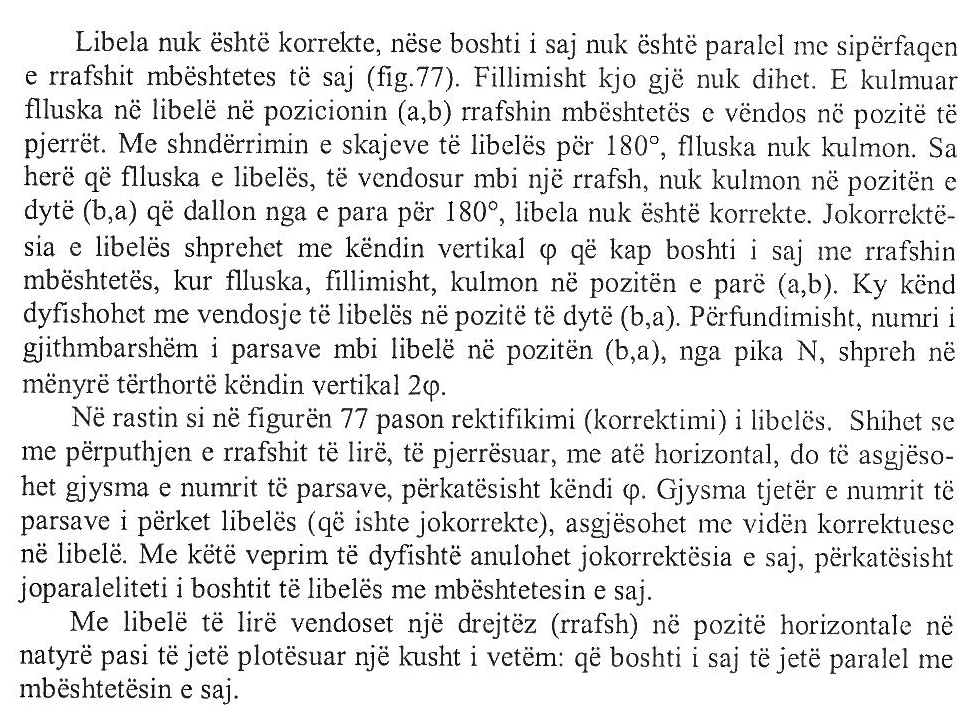 Libela nuk është korrekte, nëse boshti i saj nuk është paralel me sipërfaqen
e rrafshit mbështetes të saj (fig.77). Fillimisht kjo gjë nuk dihet. E kulmuar
flluska në libelë në pozicionin (a,b) rrafshin mbështetës e vëndos në pozitë të
pjerrët. Me shndërrimin e skajeve të libelës për 180°, flluska nuk kulmon. Sa
herë që flluska e libelës, të vendosur mbi një rrafsh, nuk kulmon në pozitën e
dytë (b,a) që dallon nga e para për 180°, libela nuk është korrekte. Jokorrektë-
sia e libelës shprehet me këndin vertikal φ që kap boshti i saj me rrafshin
mbështetës, kur flluska, fillimisht, kulmon në pozitën e parë (a,b). Ky kënd
dyfishohet me vendosje të libelës në pozitë të dytë (b,a). Përfundimisht, numri i
gjithmbarshëm i parsave mbi libelë në pozitën (b,a), nga pika N, shpreh në
mënyrë tërthortë këndin vertikal 2φ.
Në rastin si në figurën 77 pason rektifikimi (korrektimi) i libelës. Shihet se
me përputhjen e rrafshit të lirë, të pjerrësuar, me atë horizontal, do të asgjëso-
het gjysma e numrit të parsave, përkatësisht këndi φ. Gjysma tjetër e numrit të
parsave i përket libelës (që ishte jokorrekte), asgjësohet me vidën korrektuese
në libelë. Me këtë veprim të dyfishtë anulohet jokorrektësia e saj, përkatësisht
joparaleliteti i boshtit të libelës me mbështetesin e saj.
Me libelë të lirë vendoset një drejtëz (rrafsh) në pozitë horizontale në
natyrë pasi të jetë plotësuar një kusht i vetëm: që boshti i saj të jetë paralel me
mbështetësin e saj.